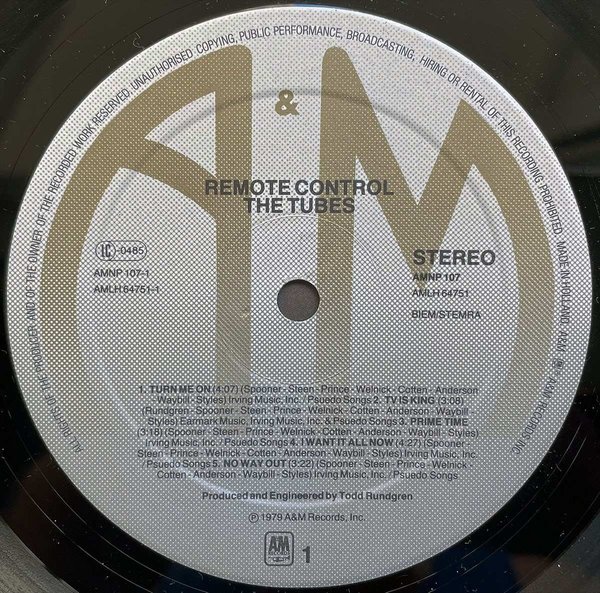 ALL RIGHTS OF THE PRODUCER AND OF THE OWNER OF THE RECORDED WORK RESERVED. UNAUTHORISED COPYING, PUBLIC PERFORMANCE, BROADCASTING, HIRING OR RENTAL OF THIS RECORDING PROHIBITED. MADE IN HOLLAND. A&M ® A&M RECORDS INC.
A & M
REMOTE CONTROL
THE TUBES
LC-0485
AMNP 107-1
AMLH 64751-1
STEREO
AMNP 107
AMLH 64751
BIEM/STEMRA
1. TURN ME ON (4:07) (Spooner - Steen - Prince - Welnick - Cotten - Anderson
Waybill - Styles) Irving Music, Inc. / Psuedo Songs 2. TV IS KING (3:08)
(Rundgren - Spooner - Steen - Prince - Welnick - Cotten - Anderson - Waybill
Styles) Earmark Music, Inc. / Irving Music, Inc. & Psuedo Songs 3. PRIME TIME
(3:18) (Spooner - Steen - Prince - Welnick - Cotten - Anderson - Waybill - Styles)
Irving Music, Inc. / Psuedo Songs 4. I WANT IT ALL NOW (4:27) (Spooner
Steen - Prince - Welnick - Cotten - Anderson - Waybill - Styles) Irving Music, Inc.
/ Psuedo Songs 5. NO WAY OUT (3:22) (Spooner - Steen - Prince - Welnick
Cotten - Anderson - Waybill - Styles) Irving Music, Inc. / Psuedo Songs
Produced and Engineered by Todd Rundgren
℗ 1979 A&M Records, Inc.
AM
RECORDS
1